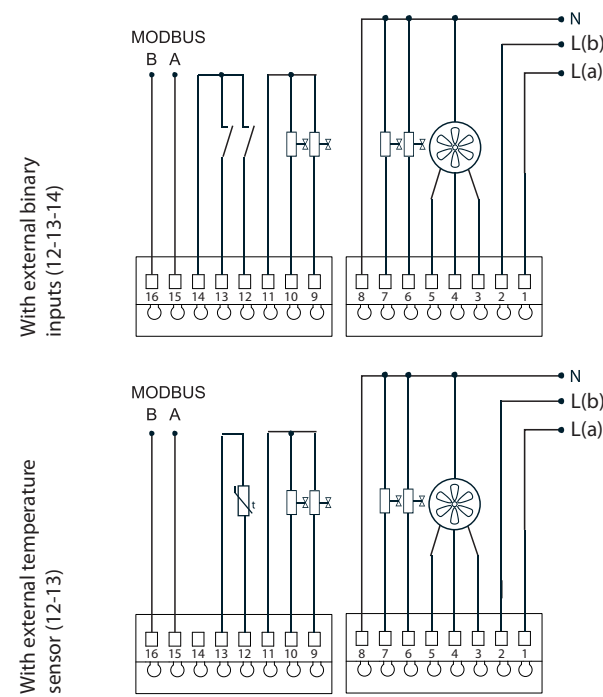 With external binary
inputs (12-13-14)
MODBUS
B A
N
L(b)
L(a)
16 15 14 13 12 11 10 9
8 7 6 5 4 3 2 1
With external temperature
sensor (12-13)
MODBUS
B A
N
L(b)
L(a)
t
16 15 14 13 12 11 10 9
8 7 6 5 4 3 2 1